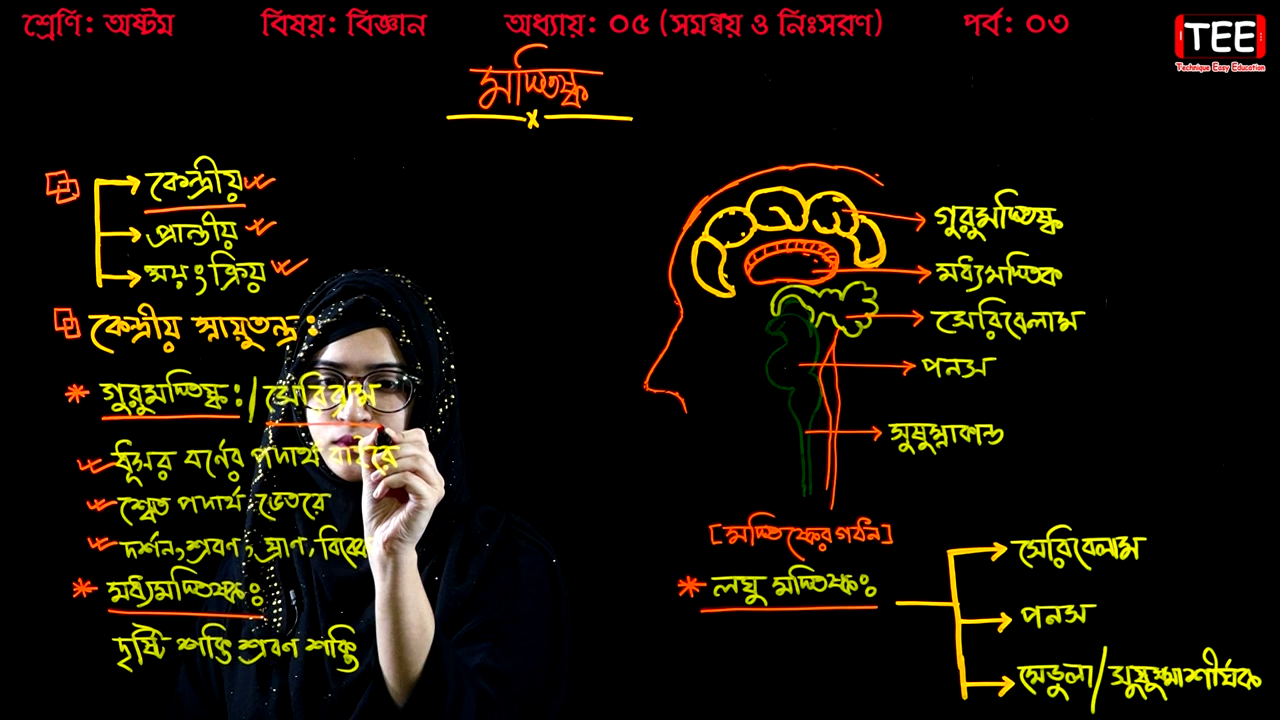 শ্রেণি: অষ্টম বিষয়: বিজ্ঞান অধ্যায়: ০৫ (সমন্বয় ও নিঃসরণ) পর্ব: ০৩
TEE
Technique Easy Education
মস্তিষ্ক
কেন্দ্রীয়
প্রান্তীয়
স্বয়ংক্রিয়
কেন্দ্রীয় স্নায়ুতন্ত্র:
* গুরুমস্তিষ্ক: / সেরিব্রাম
ধূসর বর্ণের পদার্থ বাইরে
শ্বেত পদার্থ ভেতরে
দর্শন, শ্রবণ, ঘ্রাণ,
* মধ্যমস্তিষ্ক:
দৃষ্টি শক্তি শ্রবণ শক্তি
গুরুমস্তিষ্ক
মধ্যমস্তিক
সেরিবেলাম
পনস
সুষুম্নাকান্ড
[মস্তিষ্কের গঠন]
* লঘু মস্তিষ্ক:
সেরিবেলাম
পনস
মেডুলা / সুষুম্নাশীর্ষক